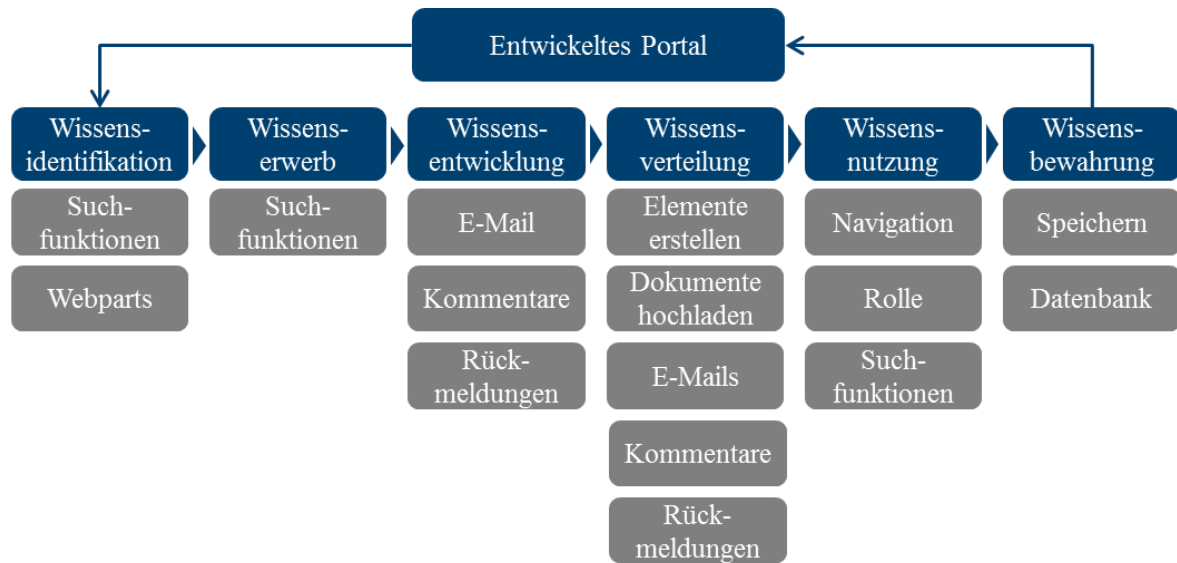 Entwickeltes Portal
Wissens-
identifikation
Wissens-
erwerb
Wissens-
entwicklung
Wissens-
verteilung
Wissens-
nutzung
Wissens-
bewahrung
Such-
funktionen
Webparts
Such-
funktionen
E-Mail
Kommentare
Rück-
meldungen
Elemente
erstellen
Dokumente
hochladen
E-Mails
Kommentare
Rück-
meldungen
Navigation
Rolle
Such-
funktionen
Speichern
Datenbank